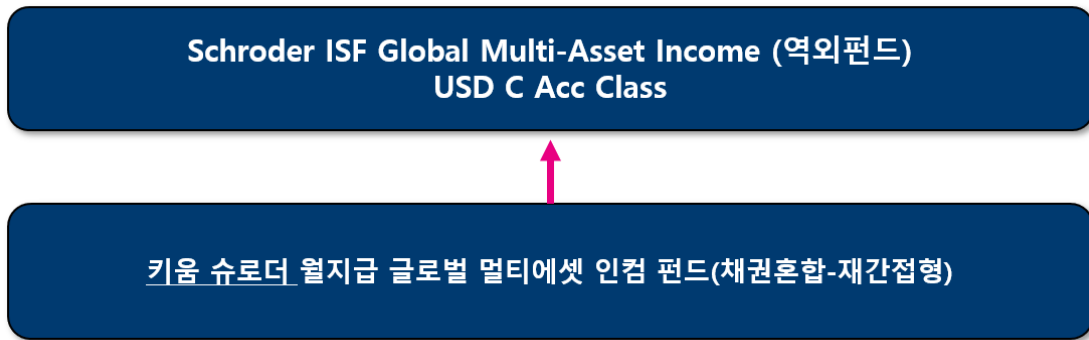 Schroder ISF Global Multi-Asset Income (역외펀드)
USD C Acc Class
키움 슈로더 월지급 글로벌 멀티에셋 인컴 펀드(채권혼합-재간접형)